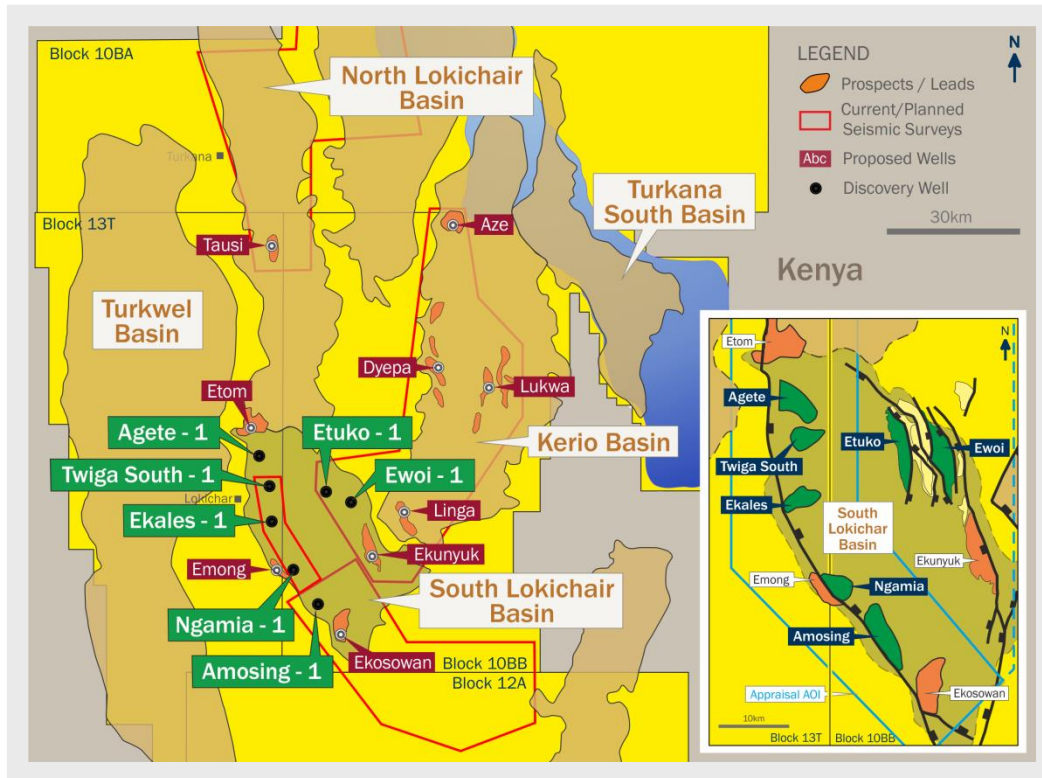 Block 10BA
North Lokichair
Basin
Turkana
Block 13T
Tausi
Aze
Turkana
South Basin
Turkwel
Basin
Dyepa
Lukwa
Etom
Agete - 1
Etuko - 1
Kerio Basin
Twiga South - 1
Ewoi - 1
Lokichar
Ekales - 1
Linga
Ekunyuk
Emong
South Lokichair
Basin
Ngamia - 1
Ekosowan
Amosing - 1
Block 10BB
Block 12A
LEGEND
N
Prospects / Leads
Current/Planned
Seismic Surveys
Abc
Proposed Wells
Discovery Well
30km
Kenya
Etom
N
Agete
Etuko
Ewoi
Twiga South
Ekales
South
Lokichar
Basin
Ekunyuk
Emong
Ngamia
Amosing
Appraisal AOI
Ekosowan
10km
Block 13T
Block 10BB